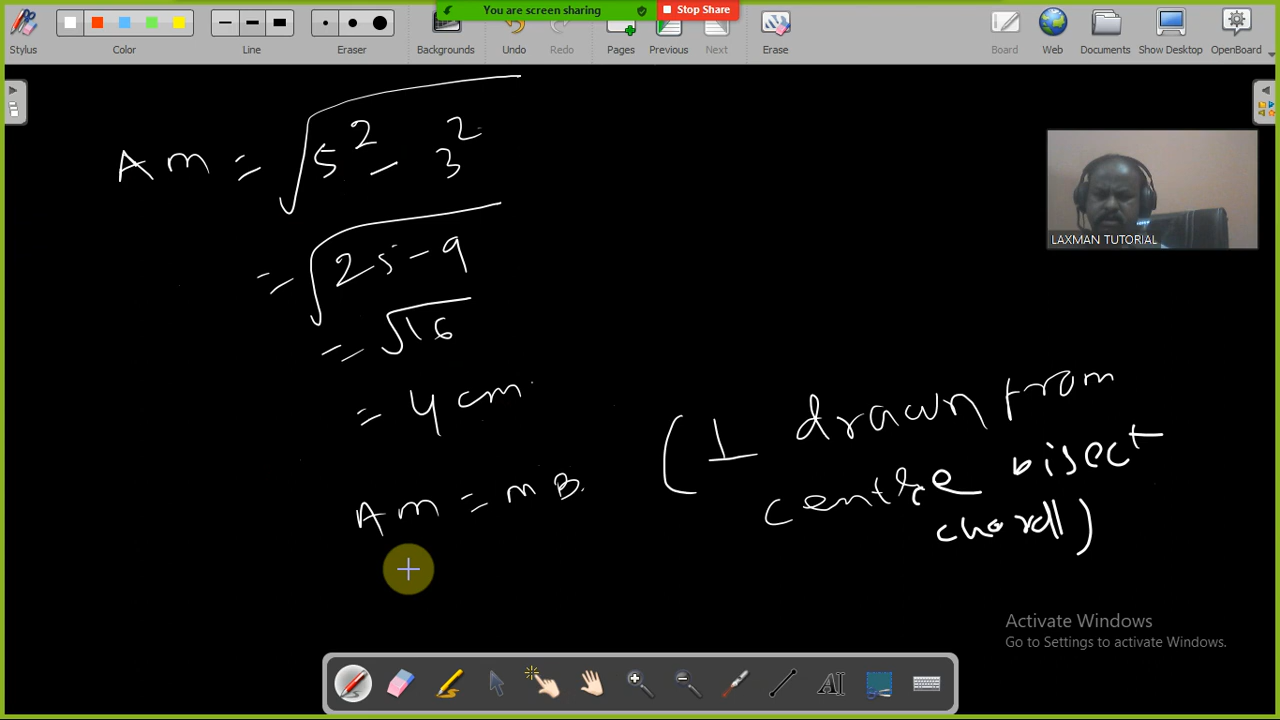 You are screen sharing
Stop Share
Stylus
Color
Line
Eraser
Backgrounds
Undo
Redo
Pages
Previous
Next
Erase
Board
Web
Documents
Show Desktop
OpenBoard
Am = √5² - 3²
= √25-9
= √16
= 4 cm.
Am = mB.
(⊥ drawn from
centre bisect
chord)
LAXMAN TUTORIAL
Activate Windows
Go to Settings to activate Windows.